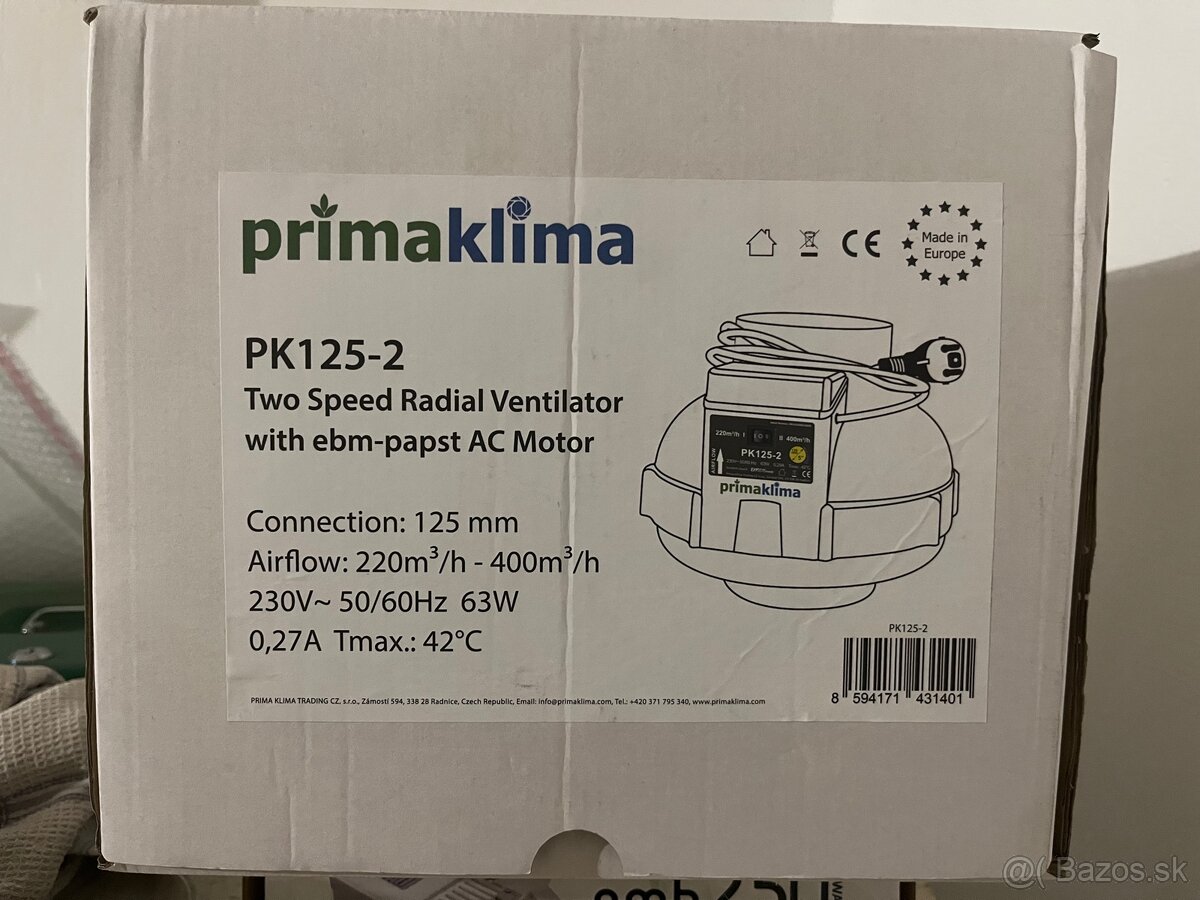 primaklima
CE
Made in
Europe
PK125-2
Two Speed Radial Ventilator
with ebm-papst AC Motor
Connection: 125 mm
Airflow: 220m³/h - 400m³/h
230V~ 50/60Hz 63W
0,27A Tmax.: 42°C
220m³/h I
II 400m³/h
AIRFLOW
PK125-2
primaklima
PK125-2
8 594171 431401
PRIMA KLIMA TRADING CZ, s.r.o., Zámostí 594, 338 28 Radnice, Czech Republic, Email: info@primaklima.com, Tel.: +420 371 795 340, www.primaklima.com
Bazos.sk